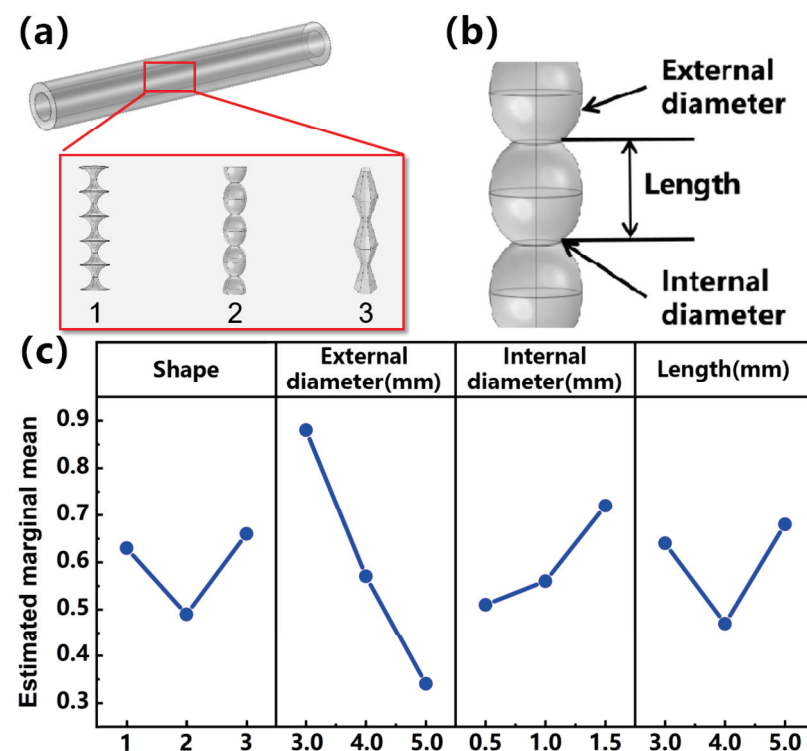 (a)
1 2 3
(b)
External
diameter
Length
Internal
diameter
(c)
Shape
External
diameter(mm)
Internal
diameter(mm)
Length(mm)
Estimated marginal mean
0.9
0.8
0.7
0.6
0.5
0.4
0.3
1 2 3 3.0 4.0 5.0 0.5 1.0 1.5 3.0 4.0 5.0